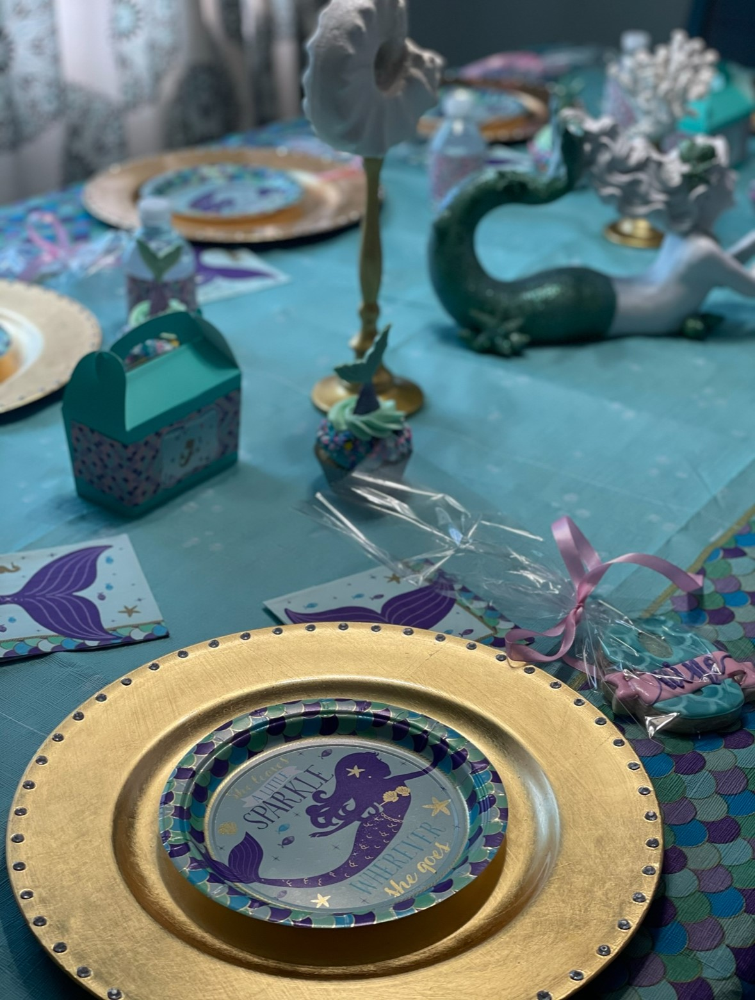 She leaves
A LITTLE
SPARKLE
WHEREVER
she goes